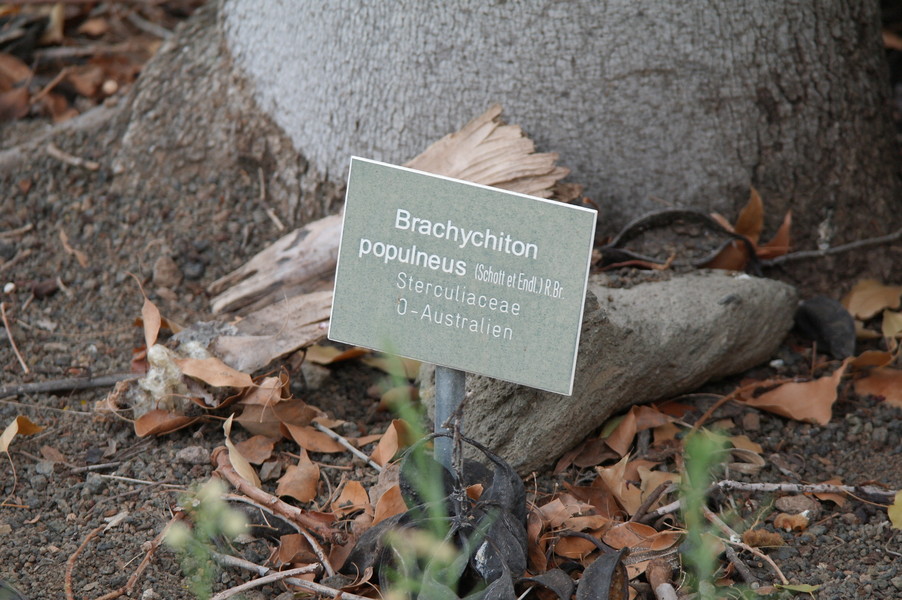 Brachychiton
populneus (Schott et Endl.) R.Br.
Sterculiaceae
O-Australien